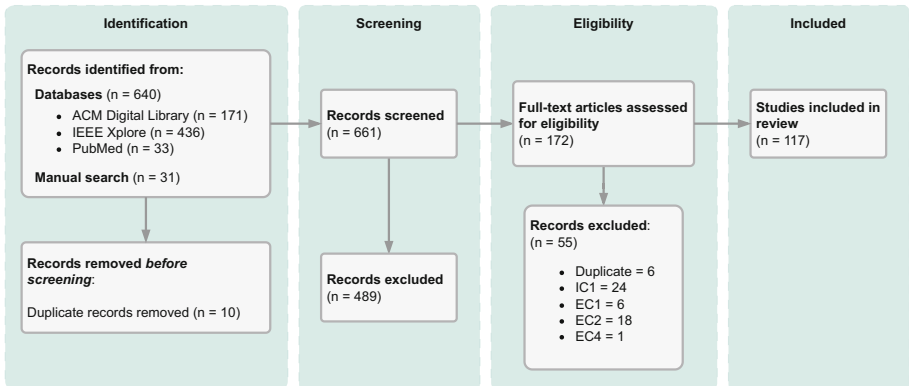 Identification
Records identified from:
Databases (n = 640)
• ACM Digital Library (n = 171)
• IEEE Xplore (n = 436)
• PubMed (n = 33)
Manual search (n = 31)
Records removed before
screening:
Duplicate records removed (n = 10)
Screening
Records screened
(n = 661)
Records excluded
(n = 489)
Eligibility
Full-text articles assessed
for eligibility
(n = 172)
Records excluded:
(n = 55)
• Duplicate = 6
• IC1 = 24
• EC1 = 6
• EC2 = 18
• EC4 = 1
Included
Studies included in
review
(n = 117)